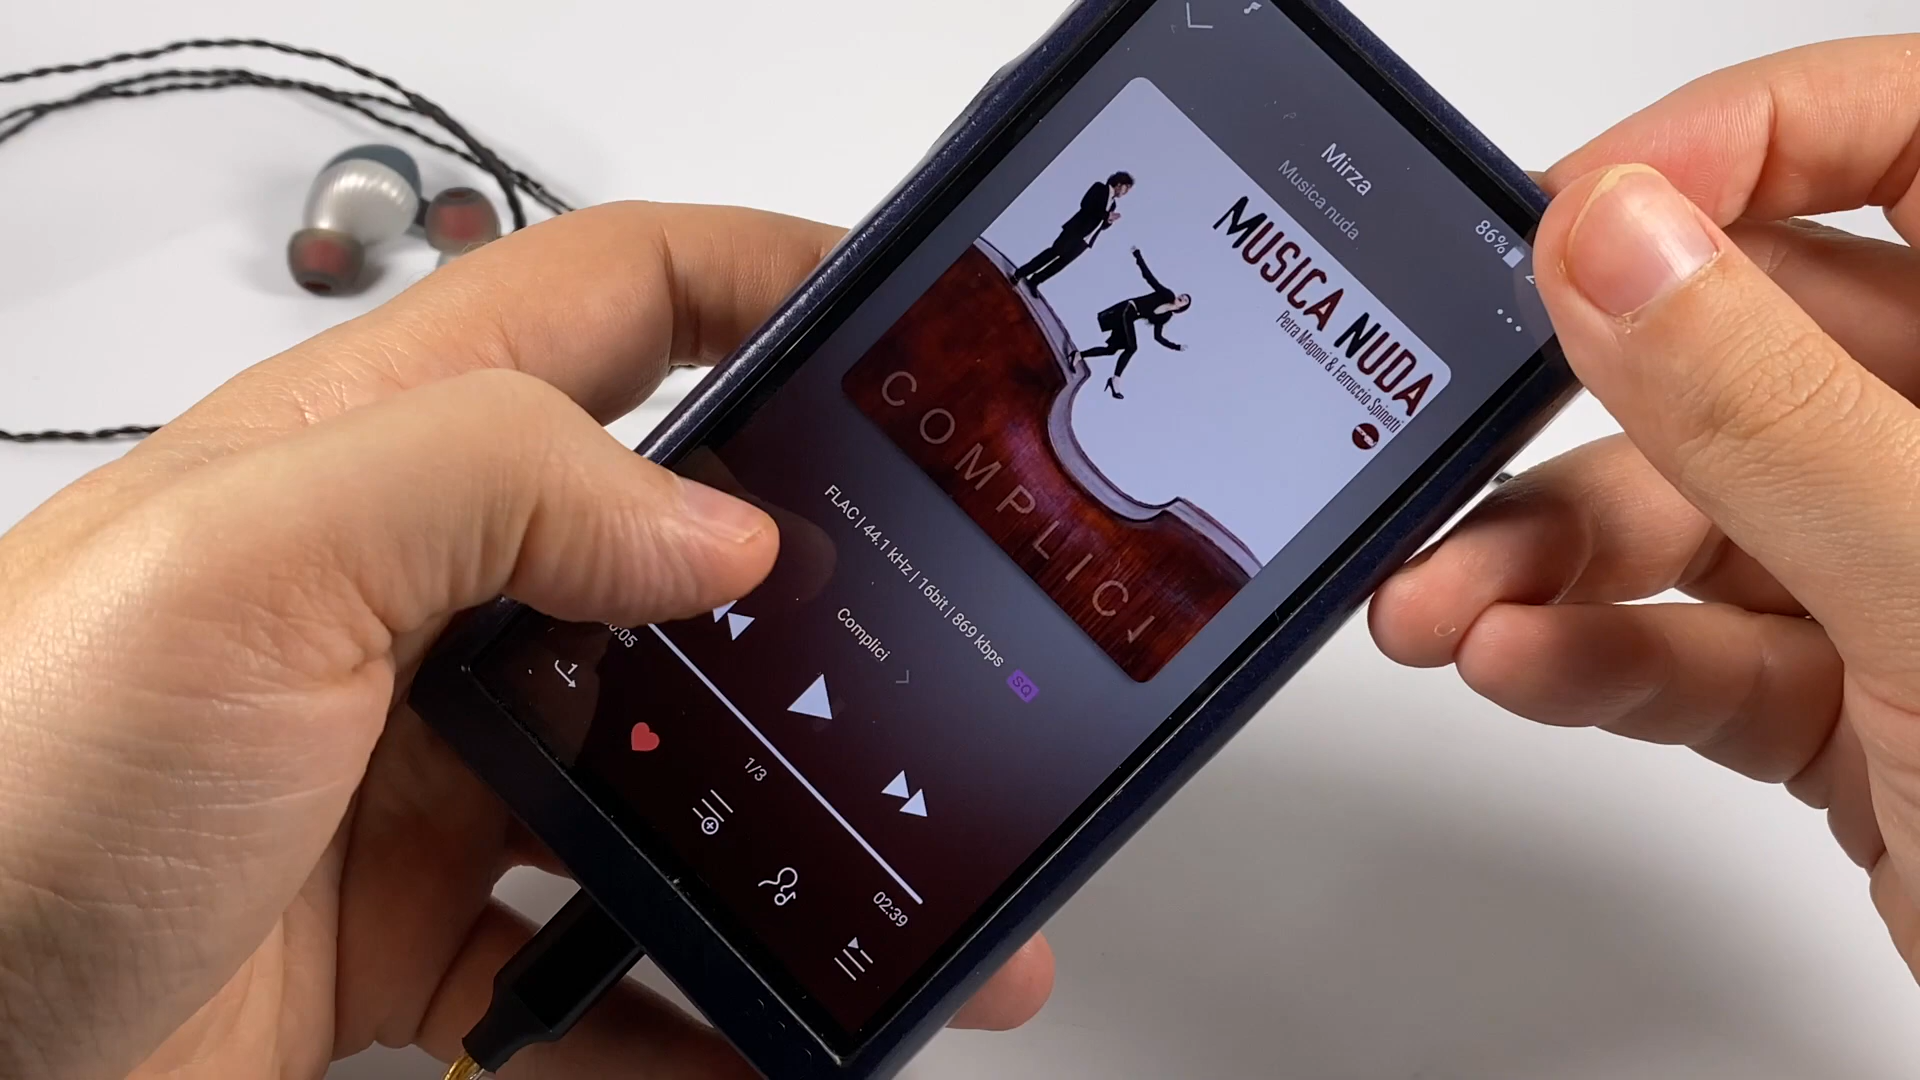 86%
Mirza
Musica nuda
MUSICA NUDA
Petra Magoni & Ferruccio Spinetti
COMPLICI
FLAC | 44.1 kHz | 16bit | 869 kbps
SQ
Complici
02:39
1
1/3